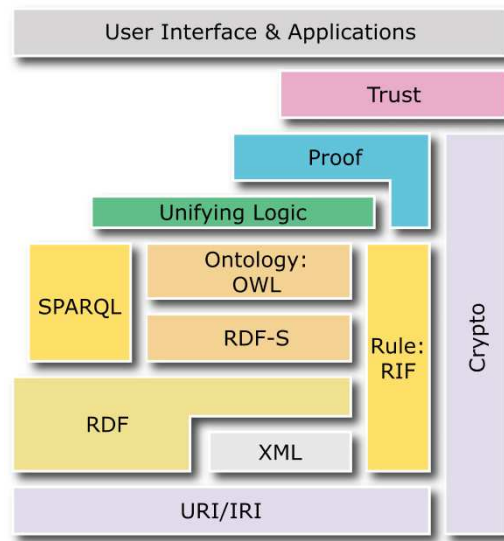 User Interface & Applications
Trust
Proof
Unifying Logic
Ontology:
OWL
SPARQL
RDF-S
Rule:
RIF
Crypto
RDF
XML
URI/IRI